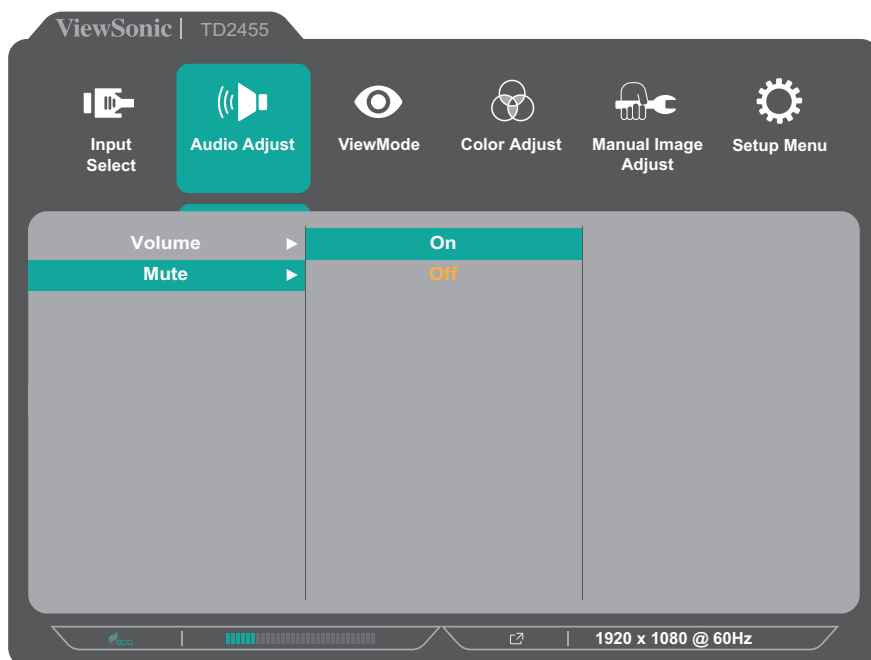 ViewSonic | TD2455
Input Select
Audio Adjust
ViewMode
Color Adjust
Manual Image Adjust
Setup Menu
Volume
On
Mute
Off
eco
1920 x 1080 @ 60Hz